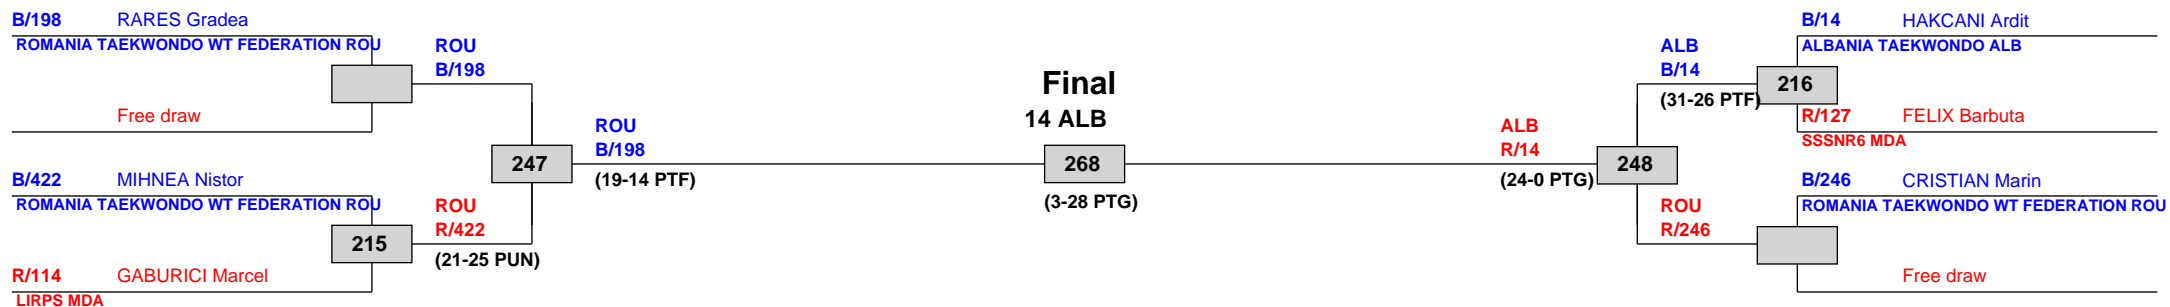 B/198 RARES Gradea
ROMANIA TAEKWONDO WT FEDERATION ROU
ROU
B/198
Free draw
B/422 MIHNEA Nistor
ROMANIA TAEKWONDO WT FEDERATION ROU
215
R/114 GABURICI Marcel
LIRPS MDA
ROU
R/422
(21-25 PUN)
247
ROU
B/198
(19-14 PTF)
Final
14 ALB
268
(3-28 PTG)
ALB
R/14
(24-0 PTG)
248
ALB
B/14
(31-26 PTF)
216
B/14 HAKCANI Ardit
ALBANIA TAEKWONDO ALB
R/127 FELIX Barbuta
SSSNR6 MDA
B/246 CRISTIAN Marin
ROMANIA TAEKWONDO WT FEDERATION ROU
ROU
R/246
Free draw